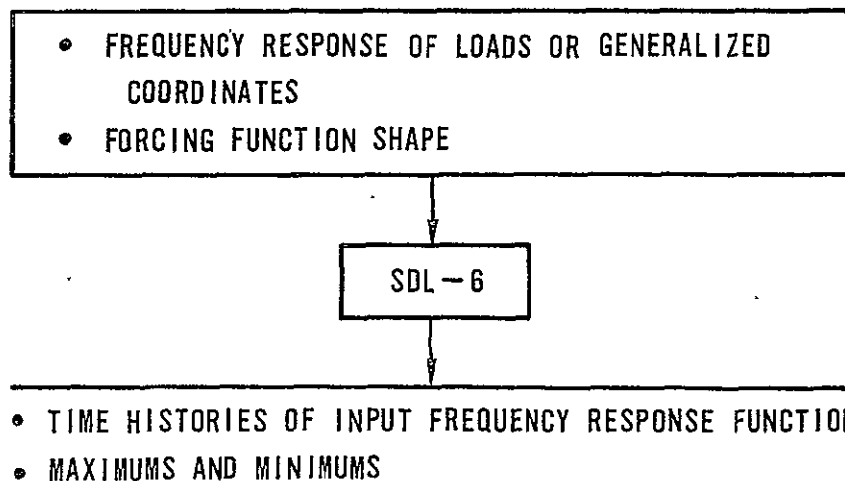 • FREQUENCY RESPONSE OF LOADS OR GENERALIZED
COORDINATES
• FORCING FUNCTION SHAPE
SDL-6
• TIME HISTORIES OF INPUT FREQUENCY RESPONSE FUNCTION
• MAXIMUMS AND MINIMUMS